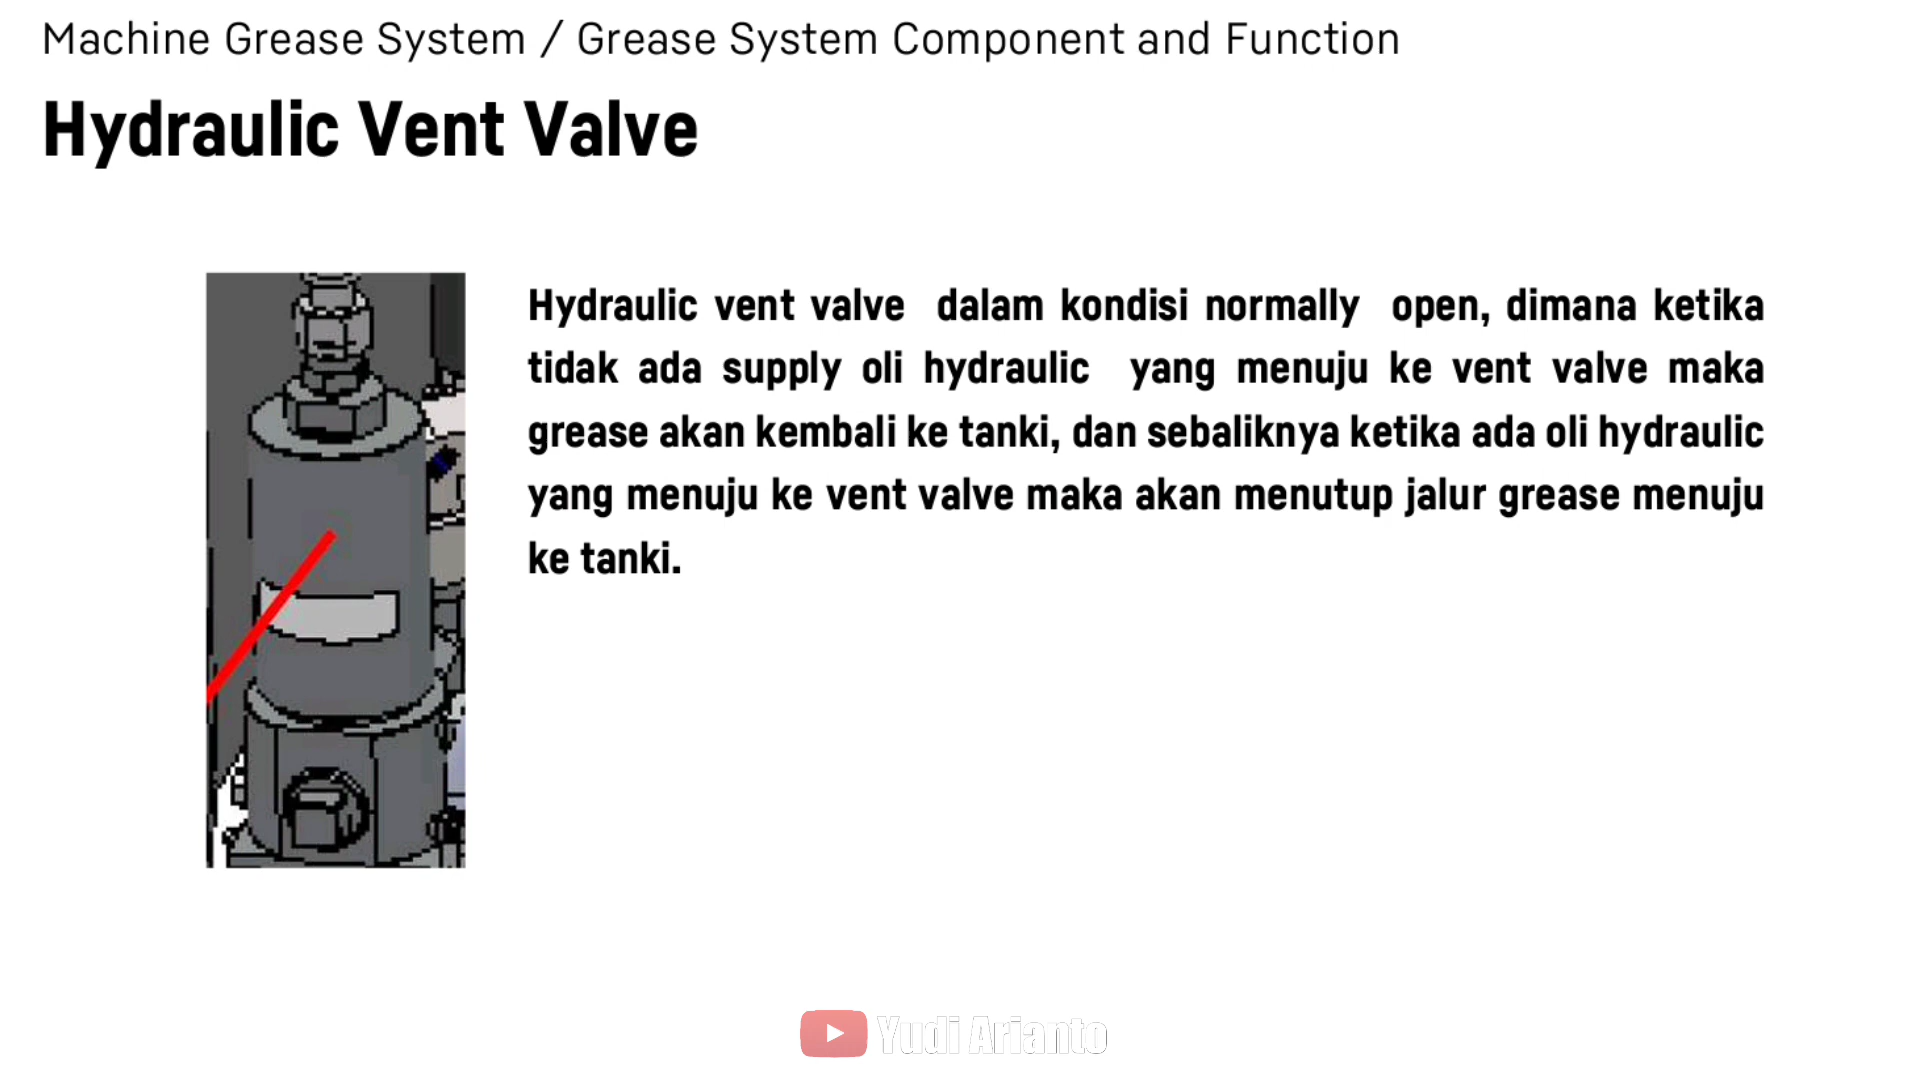 Machine Grease System / Grease System Component and Function
Hydraulic Vent Valve
Hydraulic vent valve dalam kondisi normally open, dimana ketika
tidak ada supply oli hydraulic yang menuju ke vent valve maka
grease akan kembali ke tanki, dan sebaliknya ketika ada oli hydraulic
yang menuju ke vent valve maka akan menutup jalur grease menuju
ke tanki.
Yudi Arianto